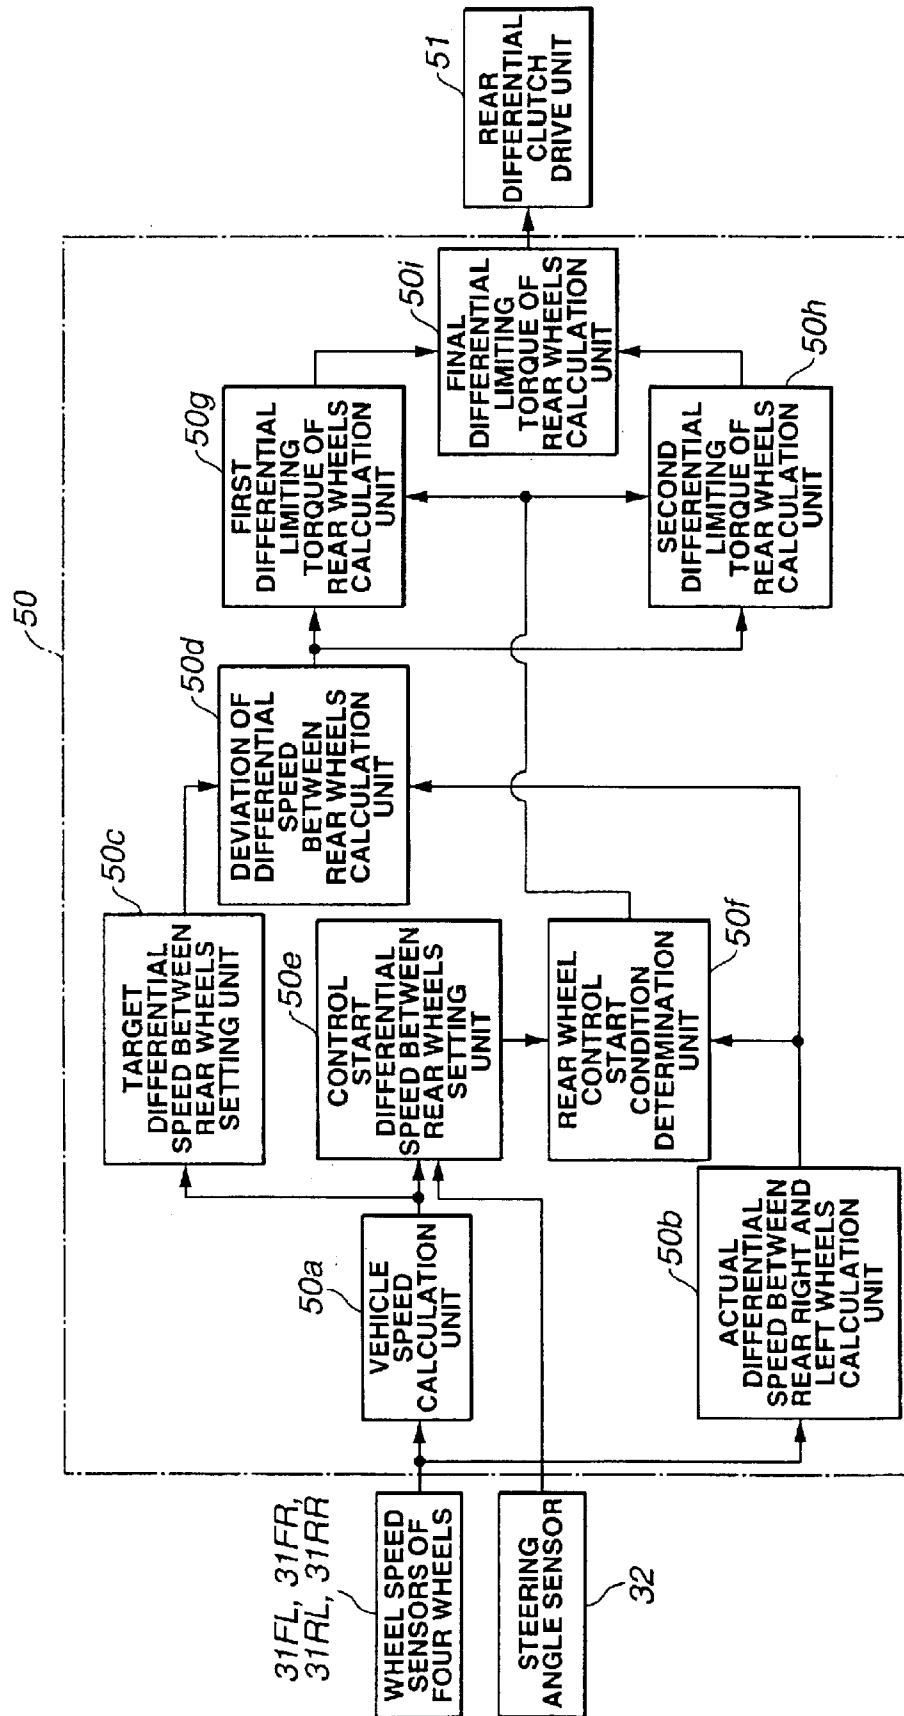 31FL, 31FR,
31RL, 31RR
WHEEL SPEED
SENSORS OF
FOUR WHEELS
STEERING
ANGLE SENSOR
32
50
50a
VEHICLE
SPEED
CALCULATION
UNIT
50b
ACTUAL
DIFFERENTIAL
SPEED BETWEEN
REAR RIGHT AND
LEFT WHEELS
CALCULATION
UNIT
50c
TARGET
DIFFERENTIAL
SPEED BETWEEN
REAR WHEELS
SETTING UNIT
50e
CONTROL
START
DIFFERENTIAL
SPEED BETWEEN
REAR WHEELS
SETTING
UNIT
REAR WHEEL
CONTROL
START
CONDITION
DETERMINATION
UNIT
50f
50d
DEVIATION OF
DIFFERENTIAL
SPEED
BETWEEN
REAR WHEELS
CALCULATION
UNIT
50g
FIRST
DIFFERENTIAL
LIMITING
TORQUE OF
REAR WHEELS
CALCULATION
UNIT
SECOND
DIFFERENTIAL
LIMITING
TORQUE OF
REAR WHEELS
CALCULATION
UNIT
50h
50i
FINAL
DIFFERENTIAL
LIMITING
TORQUE OF
REAR WHEELS
CALCULATION
UNIT
51
REAR
DIFFERENTIAL
CLUTCH
DRIVE UNIT